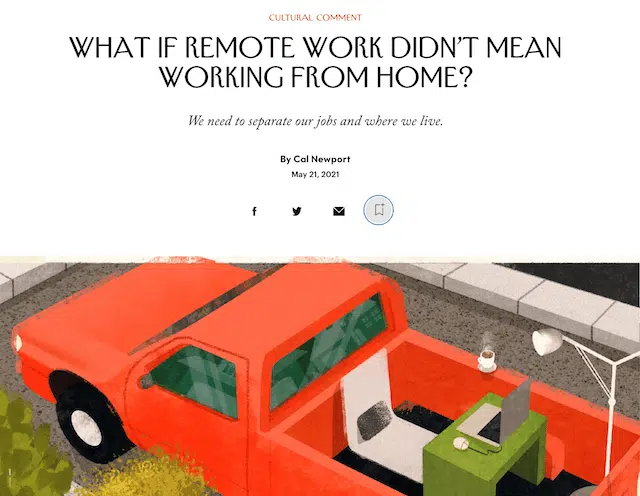 CULTURAL COMMENT
WHAT IF REMOTE WORK DIDN'T MEAN
WORKING FROM HOME?
We need to separate our jobs and where we live.
By Cal Newport
May 21, 2021